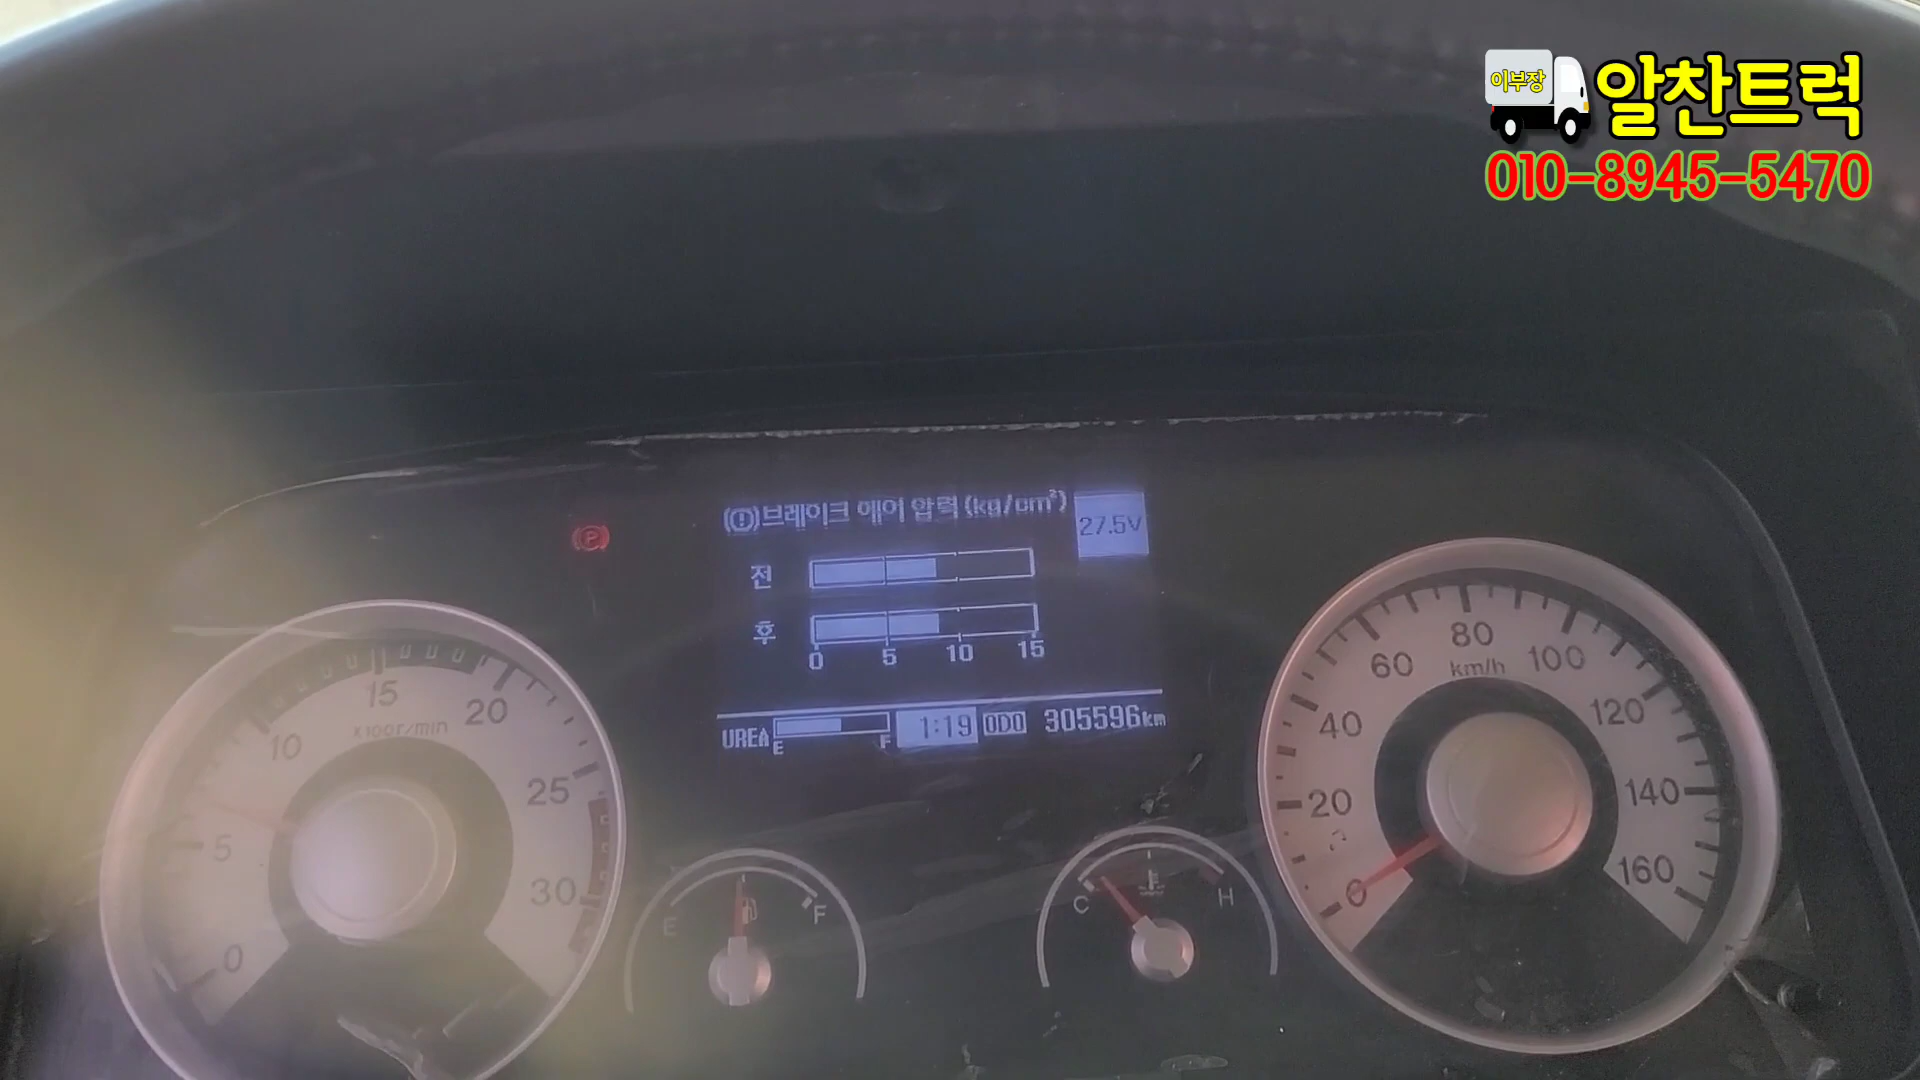 이부장
알찬트럭
010-8945-5470
브레이크 에어 압력 (kg/cm²)
27.5V
전
후
0 5 10 15
UREA E F 1:19 ODO 305596km
0 5 10 15 20 25 30
x100r/min
E F
C H
0 20 40 60 80 100 120 140 160
km/h
P